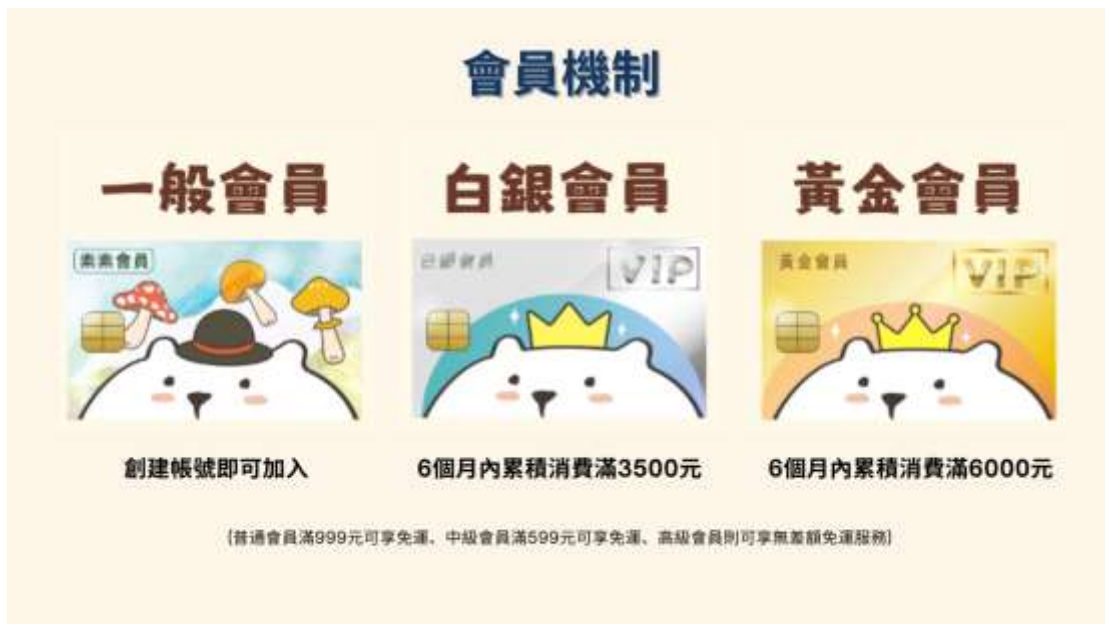 會員機制
一般會員
白銀會員
黃金會員
素素會員
白銀會員
VIP
黃金會員
VIP
創建帳號即可加入
6個月內累積消費滿3500元
6個月內累積消費滿6000元
(普通會員滿999元可享免運、中級會員滿599元可享免運、高級會員則可享無差額免運服務)